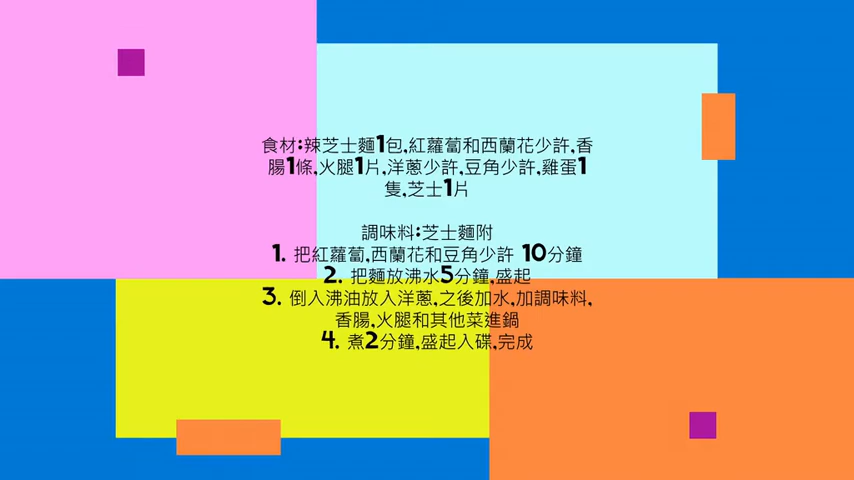 食材:辣芝士麵1包,紅蘿蔔和西蘭花少許,香
腸1條,火腿1片,洋蔥少許,豆角少許,雞蛋1
隻,芝士1片
調味料:芝士麵附
1. 把紅蘿蔔,西蘭花和豆角少許 10分鐘
2. 把麵放沸水5分鐘,盛起
3. 倒入沸油放入洋蔥,之後加水,加調味料,
香腸,火腿和其他菜進鍋
4. 煮2分鐘,盛起入碟,完成